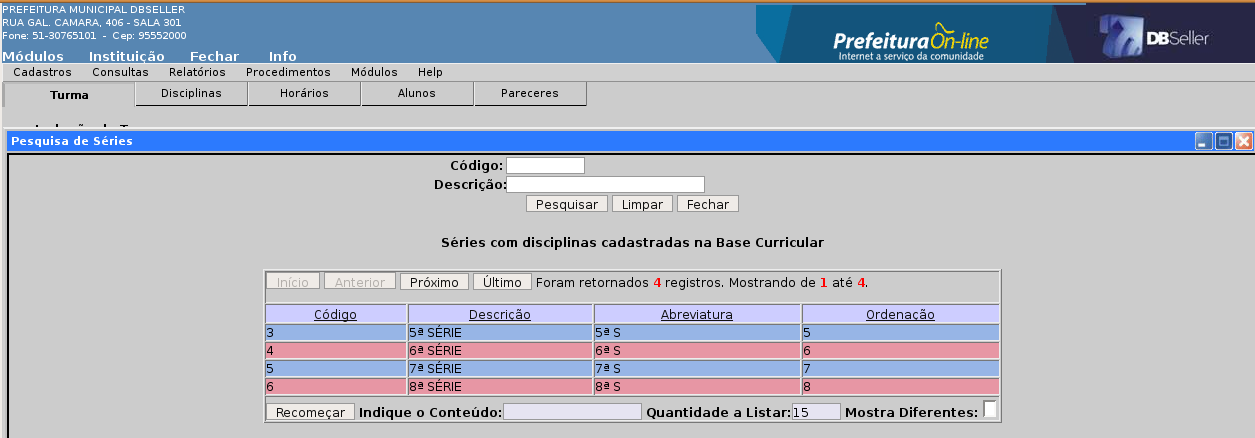 PREFEITURA MUNICIPAL DBSELLER
RUA GAL. CAMARA, 406 - SALA 301
Fone: 51-30765101 - Cep: 95552000
Prefeitura On-line
Internet a serviço da comunidade
DBSeller
Módulos Instituição Fechar Info
Cadastros Consultas Relatórios Procedimentos Módulos Help
Turma Disciplinas Horários Alunos Pareceres
Pesquisa de Séries
Código:
Descrição:
Pesquisar Limpar Fechar
Séries com disciplinas cadastradas na Base Curricular
Início Anterior Próximo Último Foram retornados 4 registros. Mostrando de 1 até 4.
Código Descrição Abreviatura Ordenação
3 5ª SÉRIE 5ª S 5
4 6ª SÉRIE 6ª S 6
5 7ª SÉRIE 7ª S 7
6 8ª SÉRIE 8ª S 8
Recomeçar Indique o Conteúdo: Quantidade a Listar: 15 Mostra Diferentes: